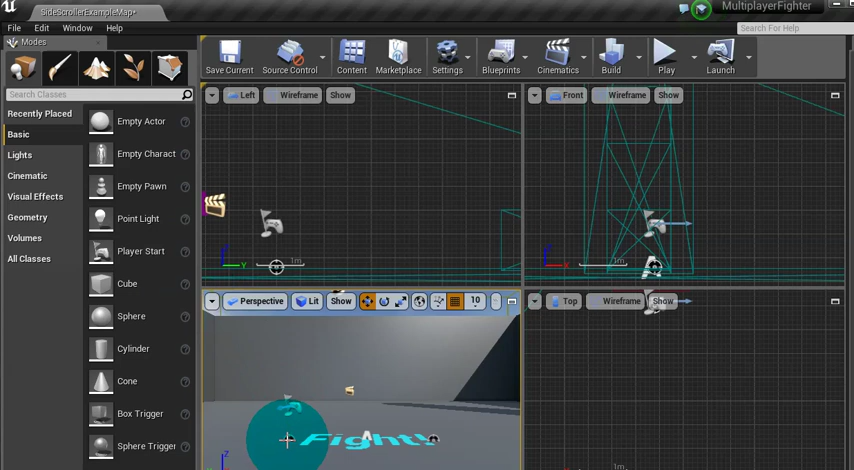 SideScrollerExampleMap*
MultiplayerFighter
File Edit Window Help
Search For Help
Modes
Save Current
Source Control
Content
Marketplace
Settings
Blueprints
Cinematics
Build
Play
Launch
Search Classes
Recently Placed
Basic
Lights
Cinematic
Visual Effects
Geometry
Volumes
All Classes
Empty Actor
Empty Charact
Empty Pawn
Point Light
Player Start
Cube
Sphere
Cylinder
Cone
Box Trigger
Sphere Trigger
Left Wireframe Show
Z
Y
1m
Front Wireframe Show
Z
X
1m
Perspective Lit Show 10
Z
Top Wireframe Show
1m